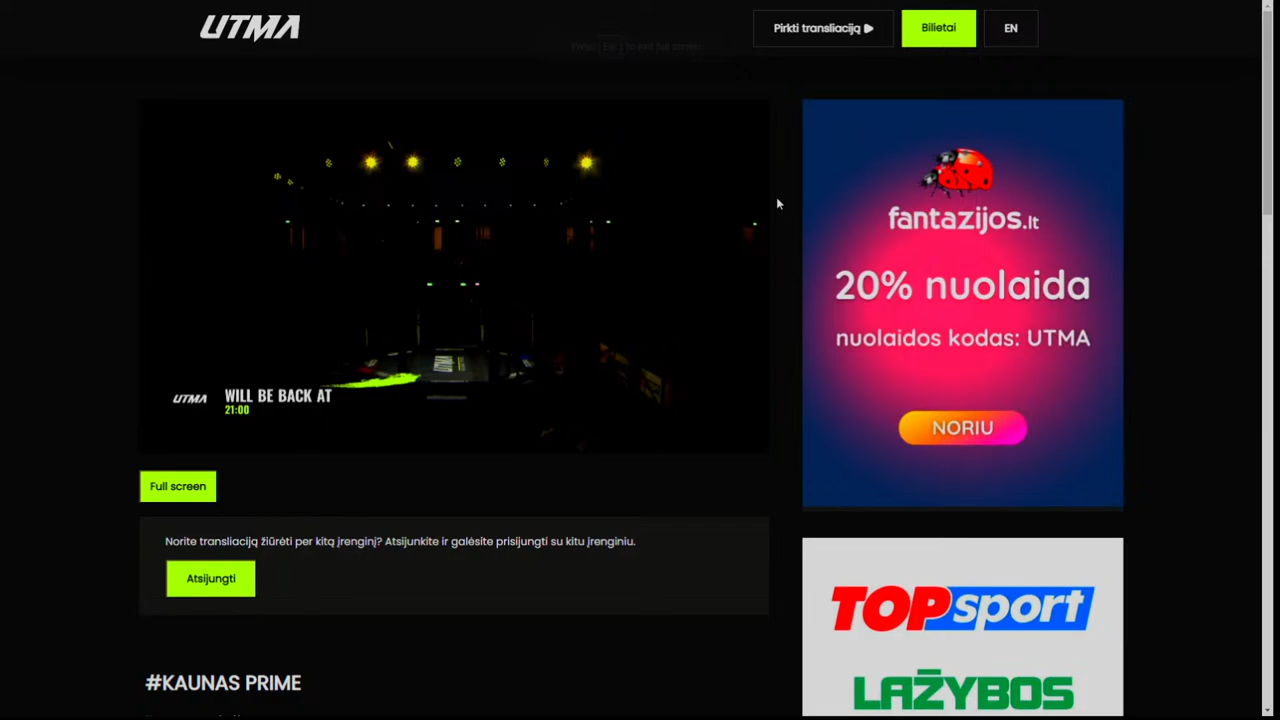 UTMA
Pirkti transliaciją
Bilietai
EN
fantazijos.lt
20% nuolaida
nuolaidos kodas: UTMA
NORIU
UTMA
UTMA
WILL BE BACK AT
21:00
Full screen
Norite transliaciją žiūrėti per kitą įrenginį? Atsijunkite ir galėsite prisijungti su kitu įrenginiu.
Atsijungti
TOPsport
LAŽYBOS
#KAUNAS PRIME